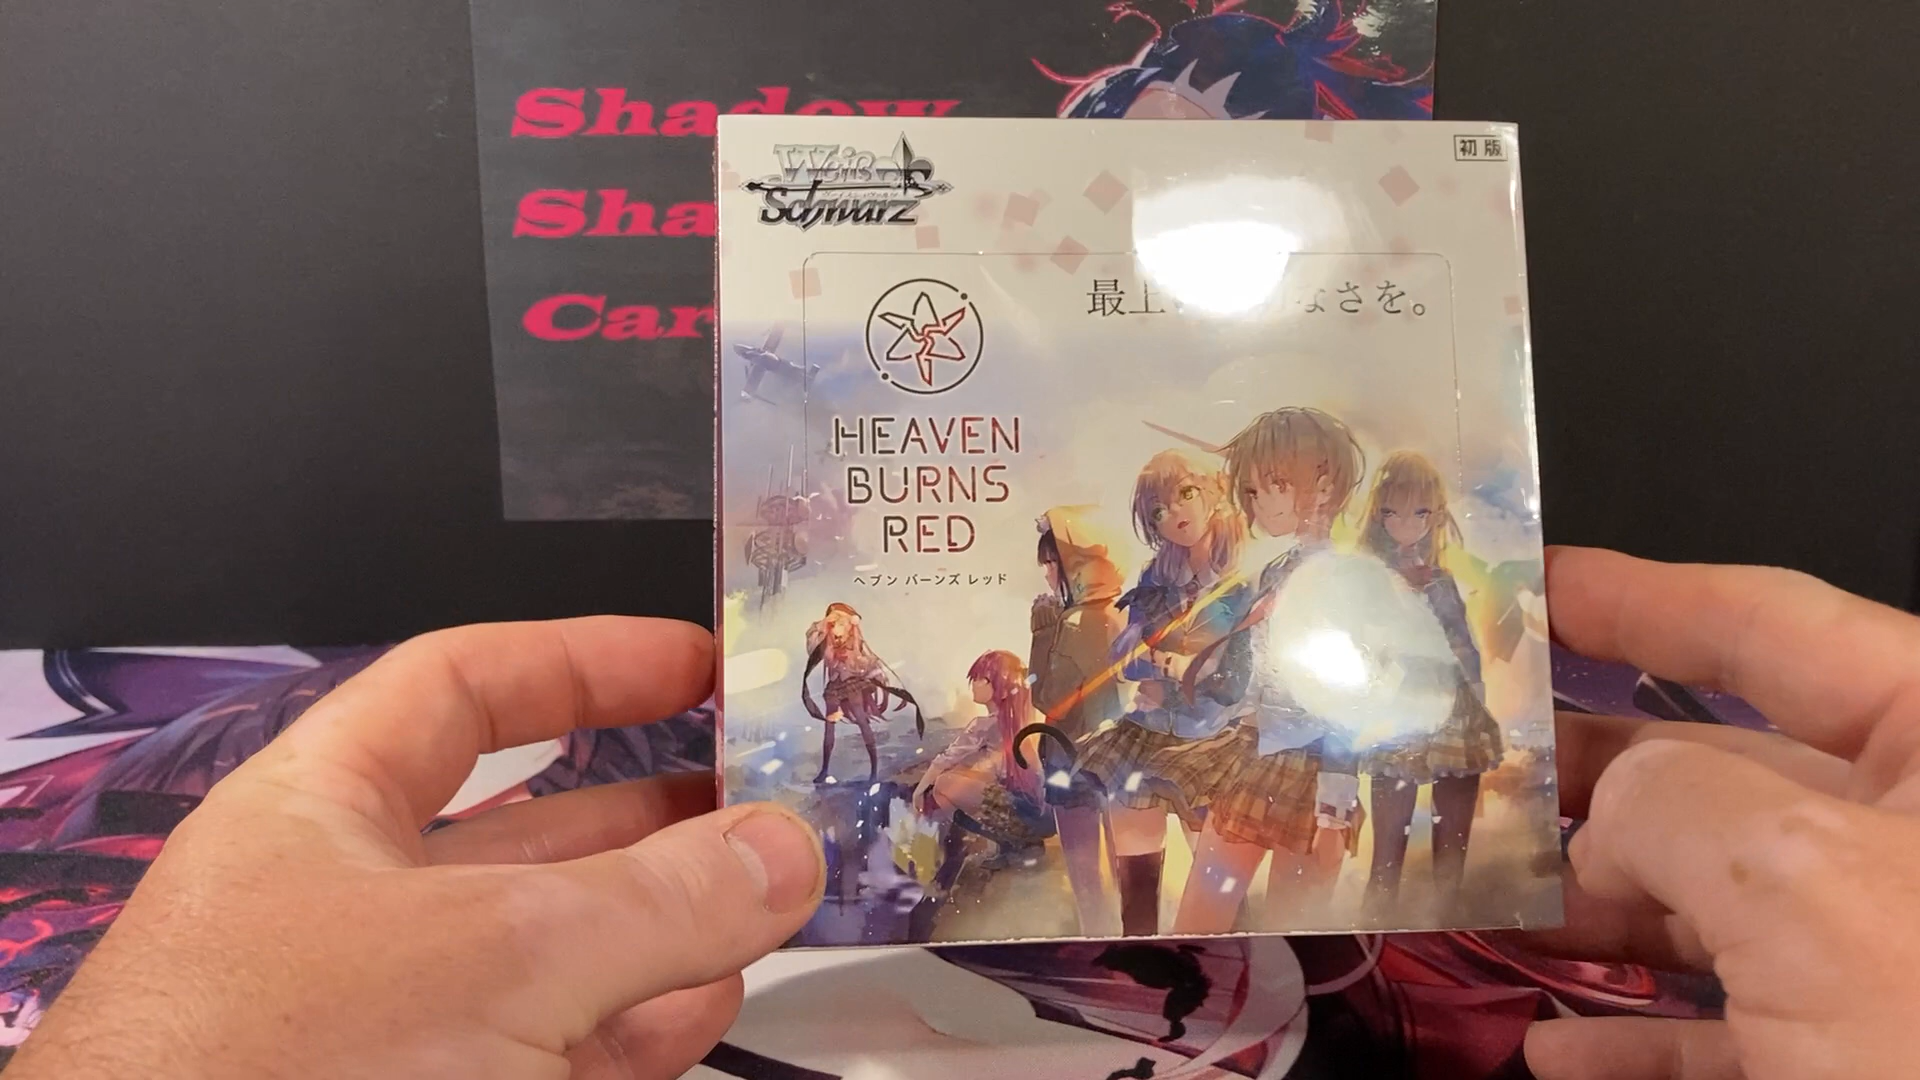 Shadow
Sha
Car
Weiß
Schwarz
初版
最上
なさを。
HEAVEN
BURNS
RED
ヘブン バーンズ レッド